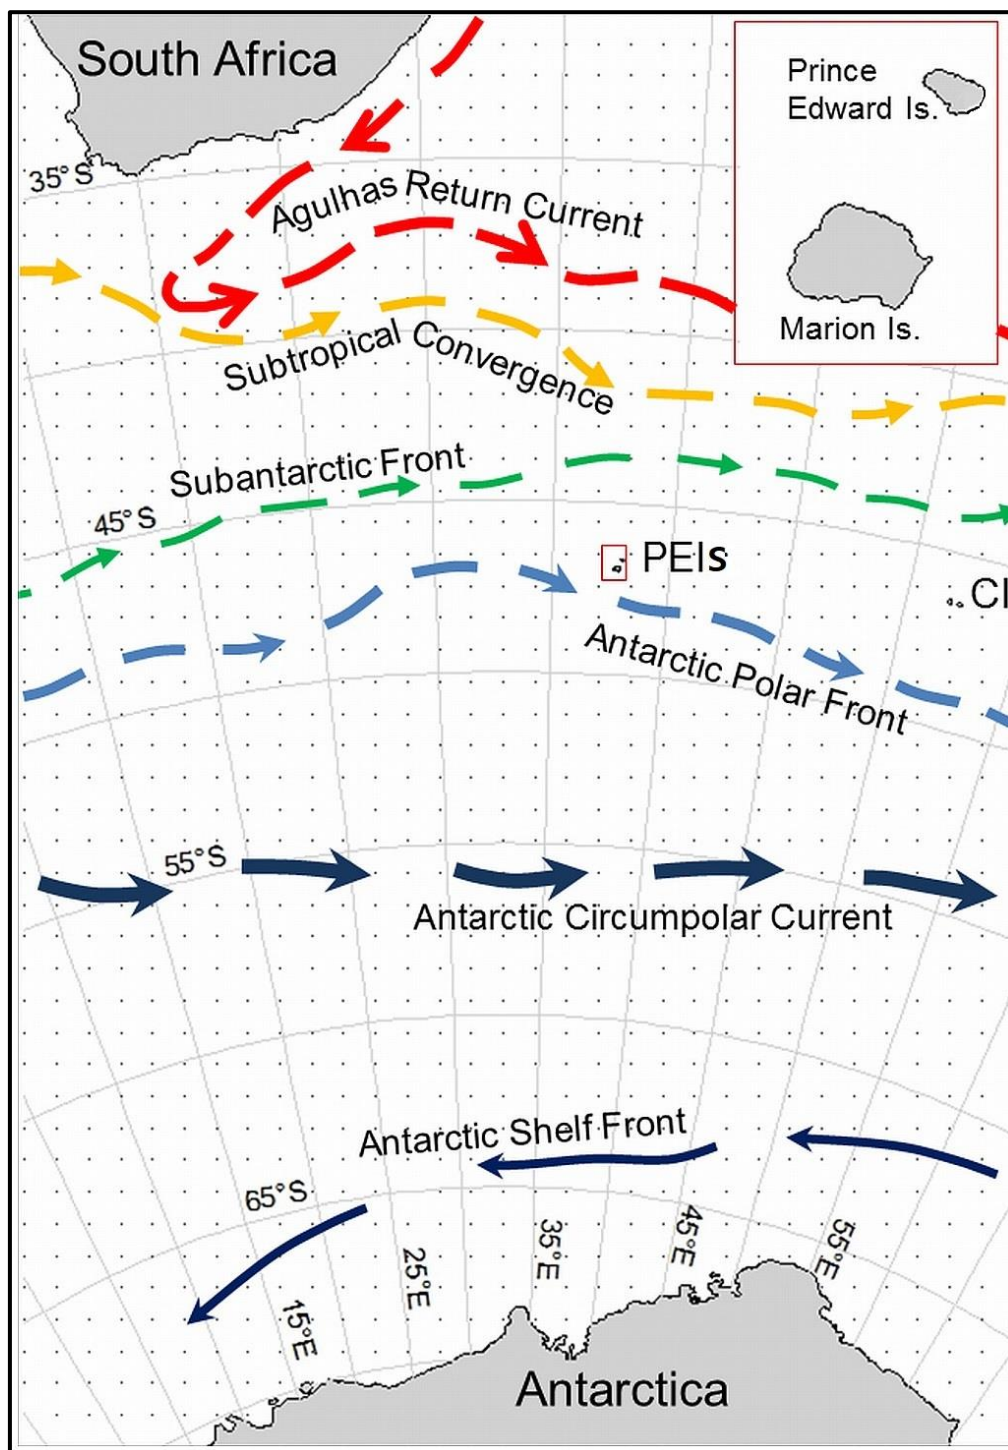 South Africa
Prince
Edward Is.
35°S
Agulhas Return Current
Marion Is.
Subtropical Convergence
Subantarctic Front
45°S
PEIs
CI
Antarctic Polar Front
55°S
Antarctic Circumpolar Current
Antarctic Shelf Front
65°S
15°E
25°E
35°E
45°E
55°E
Antarctica